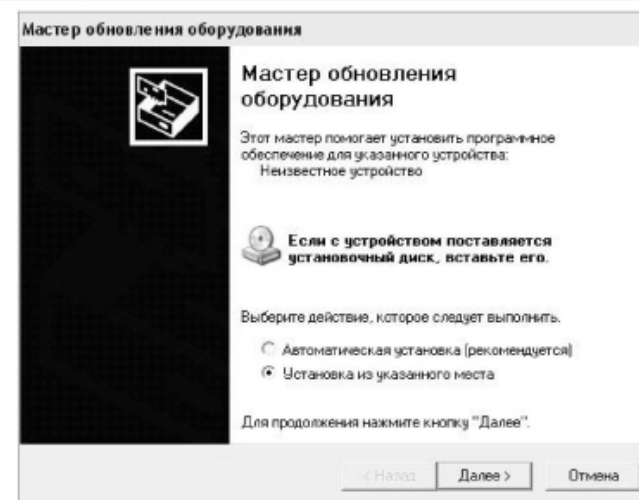 Мастер обновления оборудования
Мастер обновления
оборудования
Этот мастер помогает установить программное
обеспечение для указанного устройства:
Неизвестное устройство
Если с устройством поставляется
установочный диск, вставьте его.
Выберите действие, которое следует выполнить.
Автоматическая установка (рекомендуется)
Установка из указанного места
Для продолжения нажмите кнопку "Далее".
< Назад
Далее >
Отмена